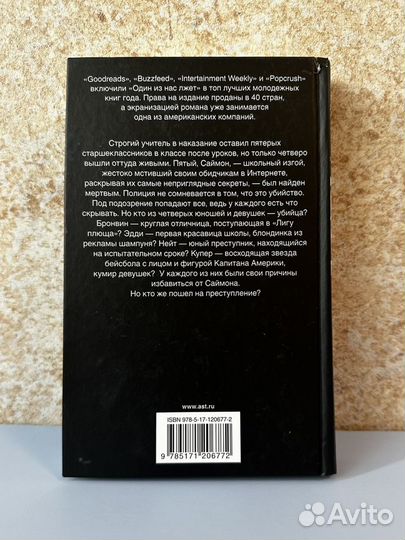 «Goodreads», «Buzzfeed», «Intertainment Weekly» и «Popcrush»
включили «Один из нас лжет» в топ лучших молодежных
книг года. Права на издание проданы в 40 стран,
а экранизацией романа уже занимается
одна из американских компаний.
Строгий учитель в наказание оставил пятерых
старшеклассников в классе после уроков, но только четверо
вышли оттуда живыми. Пятый, Саймон, — школьный изгой,
жестоко мстивший своим обидчикам в Интернете,
раскрывая их самые неприглядные секреты, — был найден
мертвым. Полиция не сомневается в том, что это убийство.
Под подозрение попадают все, ведь у каждого есть что
скрывать. Но кто из четверых юношей и девушек — убийца?
Бронвин — круглая отличница, поступающая в «Лигу
плюща»? Эдди — первая красавица школы, блондинка из
рекламы шампуня? Нейт — юный преступник, находящийся
на испытательном сроке? Купер — восходящая звезда
бейсбола с лицом и фигурой Капитана Америки,
кумир девушек? У каждого из них были свои причины
избавиться от Саймона.
Но кто же пошел на преступление?
www.ast.ru
ISBN 978-5-17-120677-2
9 785171 206772
Avito